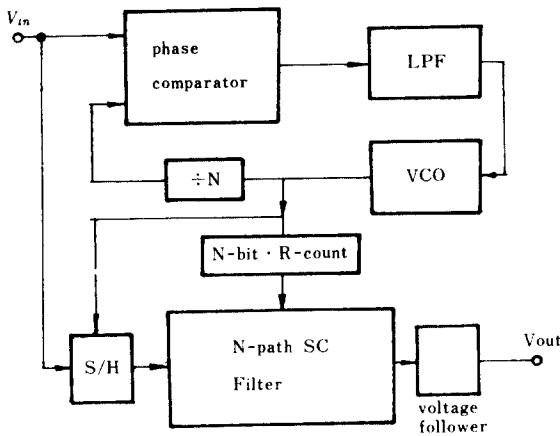 Vin
phase
comparator
LPF
÷N
VCO
N-bit · R-count
S/H
N-path SC
Filter
Vout
voltage
follower